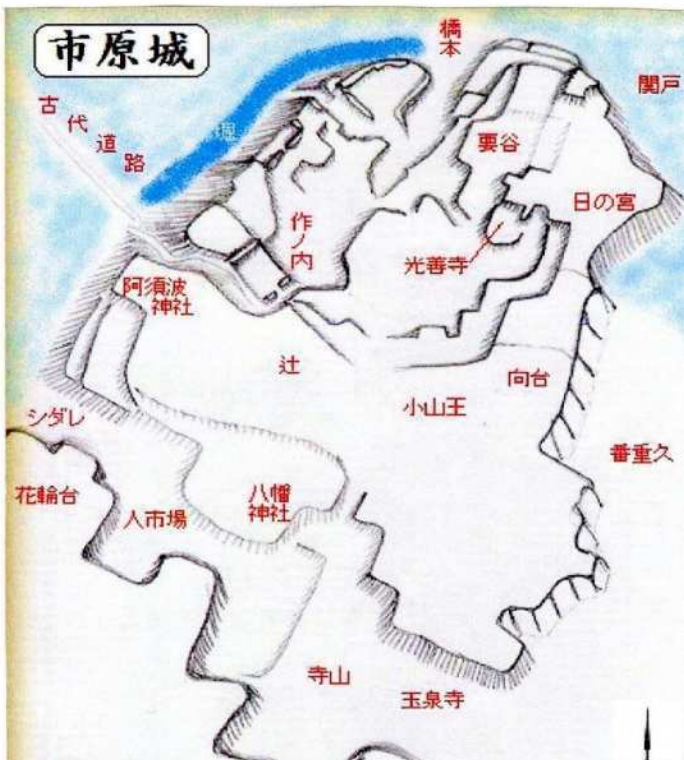 市原城
橋本
関戸
古代道路
堀
要谷
日の宮
作ノ内
光善寺
阿須波
神社
辻
向台
小山王
シダレ
番重久
花輪台
八幡
神社
人市場
寺山
玉泉寺